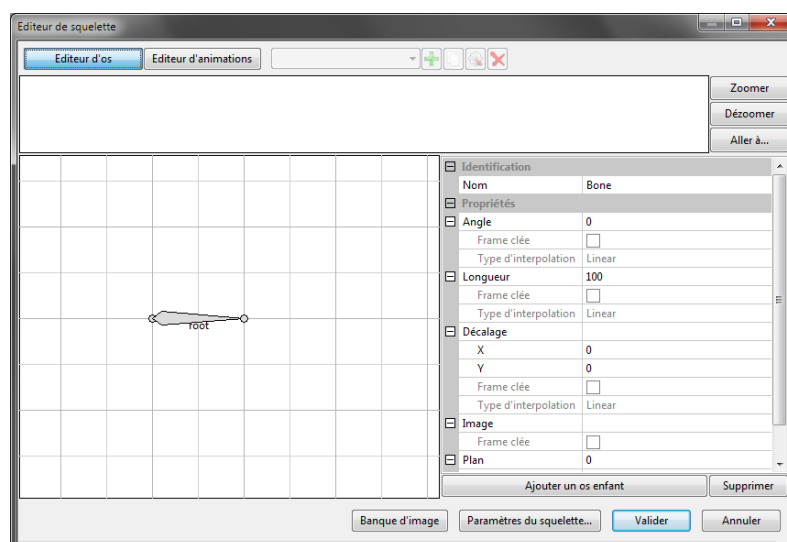 Editeur de squelette
Editeur d'os
Editeur d'animations
Zoomer
Dézoomer
Aller à...
Identification
Nom Bone
Propriétés
Angle 0
Frame clée
Type d'interpolation Linear
Longueur 100
Frame clée
Type d'interpolation Linear
Décalage
X 0
Y 0
Frame clée
Type d'interpolation Linear
Image
Frame clée
Plan 0
root
Ajouter un os enfant
Supprimer
Banque d'image
Paramètres du squelette...
Valider
Annuler